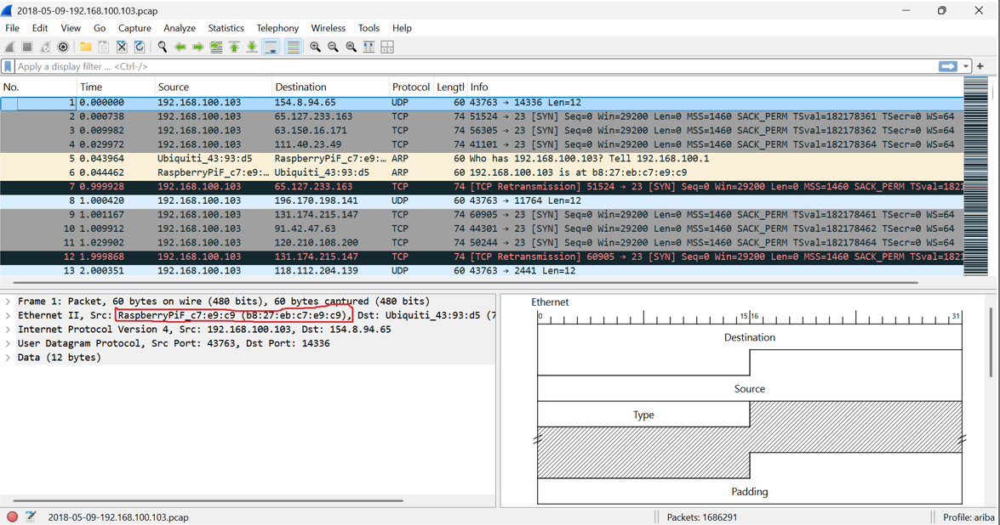 2018-05-09-192.168.100.103.pcap
File Edit View Go Capture Analyze Statistics Telephony Wireless Tools Help
Apply a display filter ... <Ctrl-/>
No. Time Source Destination Protocol Lengtl Info
1 0.000000 192.168.100.103 154.8.94.65 UDP 60 43763 → 14336 Len=12
2 0.000738 192.168.100.103 65.127.233.163 TCP 74 51524 → 23 [SYN] Seq=0 Win=29200 Len=0 MSS=1460 SACK_PERM TSval=182178361 TSecr=0 WS=64
3 0.009982 192.168.100.103 63.150.16.171 TCP 74 56305 → 23 [SYN] Seq=0 Win=29200 Len=0 MSS=1460 SACK_PERM TSval=182178362 TSecr=0 WS=64
4 0.029972 192.168.100.103 111.40.23.49 TCP 74 41101 → 23 [SYN] Seq=0 Win=29200 Len=0 MSS=1460 SACK_PERM TSval=182178364 TSecr=0 WS=64
5 0.043964 Ubiquiti_43:93:d5 RaspberryPiF_c7:e9:… ARP 60 Who has 192.168.100.103? Tell 192.168.100.1
6 0.044462 RaspberryPiF_c7:e9:… Ubiquiti_43:93:d5 ARP 60 192.168.100.103 is at b8:27:eb:c7:e9:c9
7 0.999928 192.168.100.103 65.127.233.163 TCP 74 [TCP Retransmission] 51524 → 23 [SYN] Seq=0 Win=29200 Len=0 MSS=1460 SACK_PERM TSval=1821
8 1.000420 192.168.100.103 196.170.198.141 UDP 60 43763 → 11764 Len=12
9 1.001167 192.168.100.103 131.174.215.147 TCP 74 60905 → 23 [SYN] Seq=0 Win=29200 Len=0 MSS=1460 SACK_PERM TSval=182178461 TSecr=0 WS=64
10 1.009912 192.168.100.103 91.42.47.63 TCP 74 44301 → 23 [SYN] Seq=0 Win=29200 Len=0 MSS=1460 SACK_PERM TSval=182178462 TSecr=0 WS=64
11 1.029902 192.168.100.103 120.210.108.200 TCP 74 50244 → 23 [SYN] Seq=0 Win=29200 Len=0 MSS=1460 SACK_PERM TSval=182178464 TSecr=0 WS=64
12 1.999868 192.168.100.103 131.174.215.147 TCP 74 [TCP Retransmission] 60905 → 23 [SYN] Seq=0 Win=29200 Len=0 MSS=1460 SACK_PERM TSval=1821
13 2.000351 192.168.100.103 118.112.204.139 UDP 60 43763 → 2441 Len=12
Frame 1: Packet, 60 bytes on wire (480 bits), 60 bytes captured (480 bits)
Ethernet II, Src: RaspberryPiF_c7:e9:c9 (b8:27:eb:c7:e9:c9), Dst: Ubiquiti_43:93:d5 (7
Internet Protocol Version 4, Src: 192.168.100.103, Dst: 154.8.94.65
User Datagram Protocol, Src Port: 43763, Dst Port: 14336
Data (12 bytes)
Ethernet
0 15 16 31
Destination
Source
Type
Padding
2018-05-09-192.168.100.103.pcap Packets: 1686291 Profile: ariba